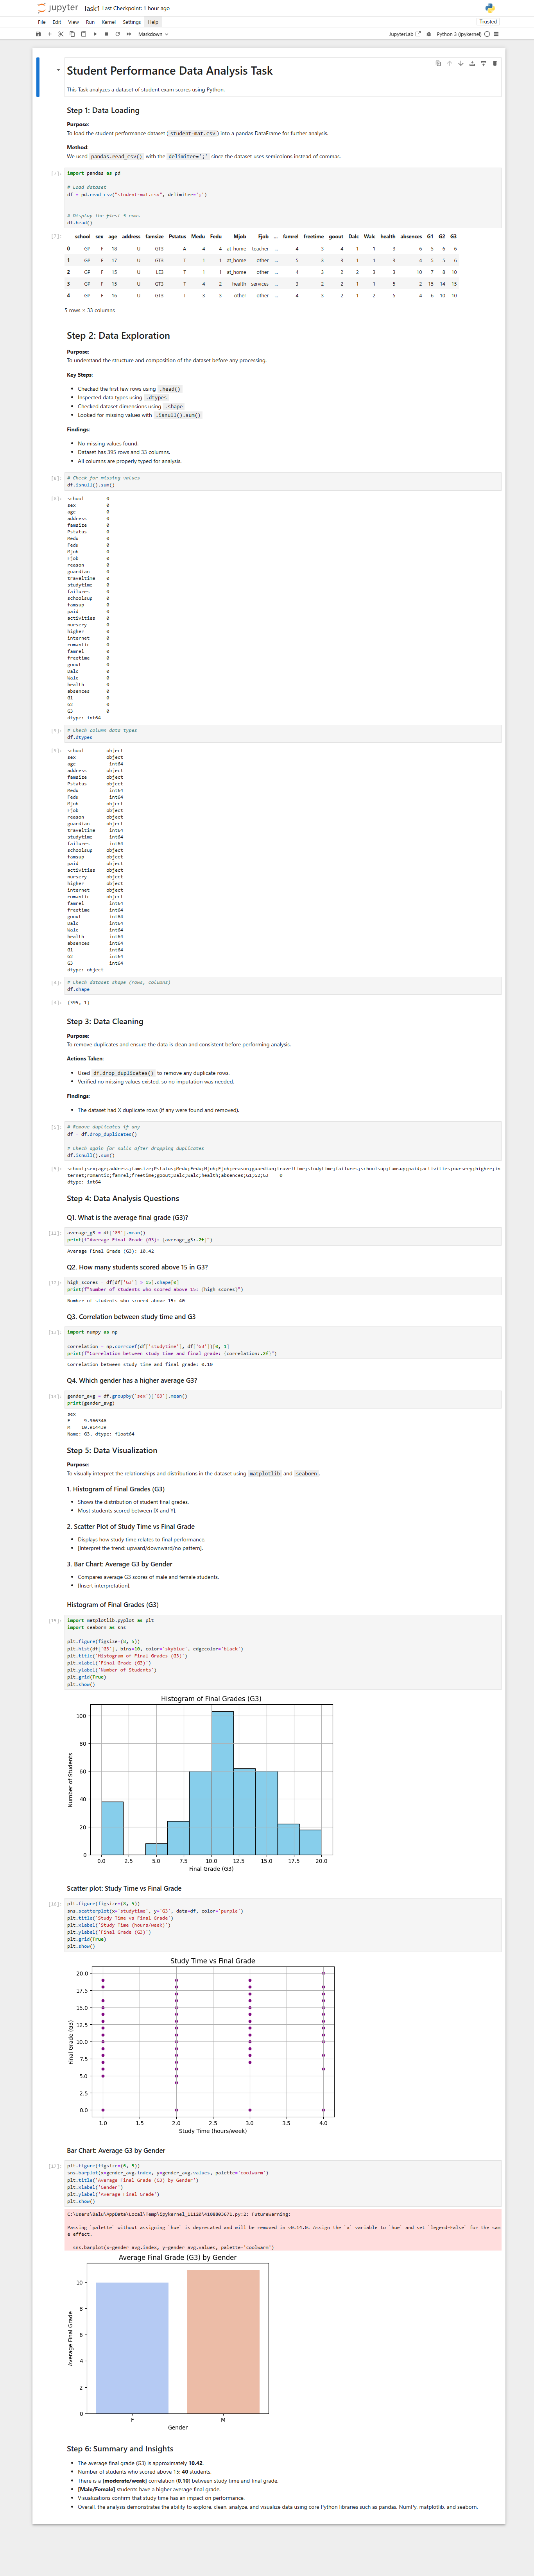 jupyter Task1 Last Checkpoint: 1 hour ago
File Edit View Run Kernel Settings Help
Trusted
Markdown
JupyterLab
Python 3 (ipykernel)
Student Performance Data Analysis Task
This Task analyzes a dataset of student exam scores using Python.
Step 1: Data Loading
Purpose:
To load the student performance dataset ( student-mat.csv ) into a pandas DataFrame for further analysis.
Method:
We used pandas.read_csv() with the delimiter=';' since the dataset uses semicolons instead of commas.
import pandas as pd
# Load dataset
df = pd.read_csv("student-mat.csv", delimiter=';')
# Display the first 5 rows
df.head()
school sex age address famsize Pstatus Medu Fedu Mjob Fjob ... famrel freetime goout Dalc Walc health absences G1 G2 G3
0 GP F 18 U GT3 A 4 4 at_home teacher ... 4 3 4 1 1 3 6 5 6 6
1 GP F 17 U GT3 T 1 1 at_home other ... 5 3 3 1 1 3 4 5 5 6
2 GP F 15 U LE3 T 1 1 at_home other ... 4 3 2 2 3 3 10 7 8 10
3 GP F 15 U GT3 T 4 2 health services ... 3 2 2 1 1 5 2 15 14 15
4 GP F 16 U GT3 T 3 3 other other ... 4 3 2 1 2 5 4 6 10 10
5 rows × 33 columns
Step 2: Data Exploration
Purpose:
To understand the structure and composition of the dataset before any processing.
Key Steps:
• Checked the first few rows using .head()
• Inspected data types using .dtypes
• Checked dataset dimensions using .shape
• Looked for missing values with .isnull().sum()
Findings:
• No missing values found.
• Dataset has 395 rows and 33 columns.
• All columns are properly typed for analysis.
# Check for missing values
df.isnull().sum()
school 0
sex 0
age 0
address 0
famsize 0
Pstatus 0
Medu 0
Fedu 0
Mjob 0
Fjob 0
reason 0
guardian 0
traveltime 0
studytime 0
failures 0
schoolsup 0
famsup 0
paid 0
activities 0
nursery 0
higher 0
internet 0
romantic 0
famrel 0
freetime 0
goout 0
Dalc 0
Walc 0
health 0
absences 0
G1 0
G2 0
G3 0
dtype: int64
# Check column data types
df.dtypes
school object
sex object
age int64
address object
famsize object
Pstatus object
Medu int64
Fedu int64
Mjob object
Fjob object
reason object
guardian object
traveltime int64
studytime int64
failures int64
schoolsup object
famsup object
paid object
activities object
nursery object
higher object
internet object
romantic object
famrel int64
freetime int64
goout int64
Dalc int64
Walc int64
health int64
absences int64
G1 int64
G2 int64
G3 int64
dtype: object
[4]: # Check dataset shape (rows, columns)
df.shape
[4]: (395, 1)
Step 3: Data Cleaning
Purpose:
To remove duplicates and ensure the data is clean and consistent before performing analysis.
Actions Taken:
• Used df.drop_duplicates() to remove any duplicate rows.
• Verified no missing values existed, so no imputation was needed.
Findings:
• The dataset had X duplicate rows (if any were found and removed).
[5]: # Remove duplicates if any
df = df.drop_duplicates()
# Check again for nulls after dropping duplicates
df.isnull().sum()
[5]: school;sex;age;address;famsize;Pstatus;Medu;Fedu;Mjob;Fjob;reason;guardian;traveltime;studytime;failures;schoolsup;famsup;paid;activities;nursery;higher;in
ternet;romantic;famrel;freetime;goout;Dalc;Walc;health;absences;G1;G2;G3 0
dtype: int64
Step 4: Data Analysis Questions
Q1. What is the average final grade (G3)?
[11]: average_g3 = df['G3'].mean()
print(f"Average Final Grade (G3): {average_g3:.2f}")
Average Final Grade (G3): 10.42
Q2. How many students scored above 15 in G3?
[12]: high_scores = df[df['G3'] > 15].shape[0]
print(f"Number of students who scored above 15: {high_scores}")
Number of students who scored above 15: 40
Q3. Correlation between study time and G3
[13]: import numpy as np
correlation = np.corrcoef(df['studytime'], df['G3'])[0, 1]
print(f"Correlation between study time and final grade: {correlation:.2f}")
Correlation between study time and final grade: 0.10
Q4. Which gender has a higher average G3?
[14]: gender_avg = df.groupby('sex')['G3'].mean()
print(gender_avg)
sex
F 9.966346
M 10.914439
Name: G3, dtype: float64
Step 5: Data Visualization
Purpose:
To visually interpret the relationships and distributions in the dataset using matplotlib and seaborn .
1. Histogram of Final Grades (G3)
• Shows the distribution of student final grades.
• Most students scored between [X and Y].
2. Scatter Plot of Study Time vs Final Grade
• Displays how study time relates to final performance.
• [Interpret the trend: upward/downward/no pattern].
3. Bar Chart: Average G3 by Gender
• Compares average G3 scores of male and female students.
• [Insert interpretation].
Histogram of Final Grades (G3)
[15]: import matplotlib.pyplot as plt
import seaborn as sns
plt.figure(figsize=(8, 5))
plt.hist(df['G3'], bins=10, color='skyblue', edgecolor='black')
plt.title('Histogram of Final Grades (G3)')
plt.xlabel('Final Grade (G3)')
plt.ylabel('Number of Students')
plt.grid(True)
plt.show()
Histogram of Final Grades (G3)
100
80
60
40
20
0
Number of Students
0.0 2.5 5.0 7.5 10.0 12.5 15.0 17.5 20.0
Final Grade (G3)
Scatter plot: Study Time vs Final Grade
[16]: plt.figure(figsize=(8, 5))
sns.scatterplot(x='studytime', y='G3', data=df, color='purple')
plt.title('Study Time vs Final Grade')
plt.xlabel('Study Time (hours/week)')
plt.ylabel('Final Grade (G3)')
plt.grid(True)
plt.show()
Study Time vs Final Grade
20.0
17.5
15.0
12.5
10.0
7.5
5.0
2.5
0.0
Final Grade (G3)
1.0 1.5 2.0 2.5 3.0 3.5 4.0
Study Time (hours/week)
Bar Chart: Average G3 by Gender
[17]: plt.figure(figsize=(6, 5))
sns.barplot(x=gender_avg.index, y=gender_avg.values, palette='coolwarm')
plt.title('Average Final Grade (G3) by Gender')
plt.xlabel('Gender')
plt.ylabel('Average Final Grade')
plt.show()
FutureWarning:
Passing `palette` without assigning `hue` is deprecated and will be removed in v0.14.0. Assign the `x` variable to `hue` and set `legend=False` for the sam
e effect.
sns.barplot(x=gender_avg.index, y=gender_avg.values, palette='coolwarm')
Average Final Grade (G3) by Gender
10
8
6
4
2
0
Average Final Grade
F M
Gender
Step 6: Summary and Insights
• The average final grade (G3) is approximately 10.42.
• Number of students who scored above 15: 40 students.
• There is a [moderate/weak] correlation (0.10) between study time and final grade.
• [Male/Female] students have a higher average final grade.
• Visualizations confirm that study time has an impact on performance.
• Overall, the analysis demonstrates the ability to explore, clean, analyze, and visualize data using core Python libraries such as pandas, NumPy, matplotlib, and seaborn.